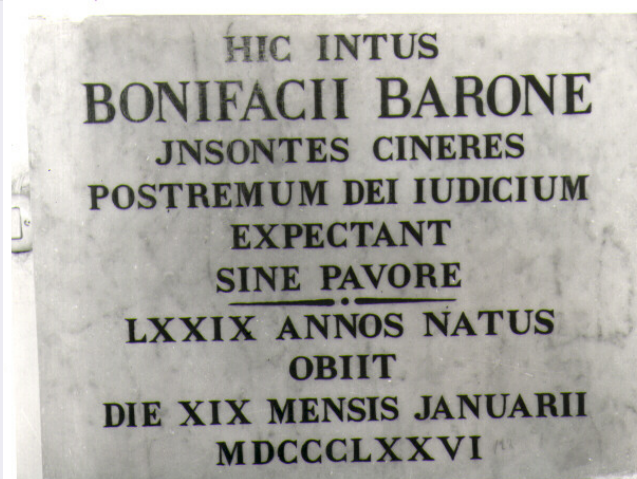 HIC INTUS
BONIFACII BARONE
JNSONTES CINERES
POSTREMUM DEI IUDICIUM
EXPECTANT
SINE PAVORE
LXXIX ANNOS NATUS
OBIIT
DIE XIX MENSIS JANUARII
MDCCCLXXVI